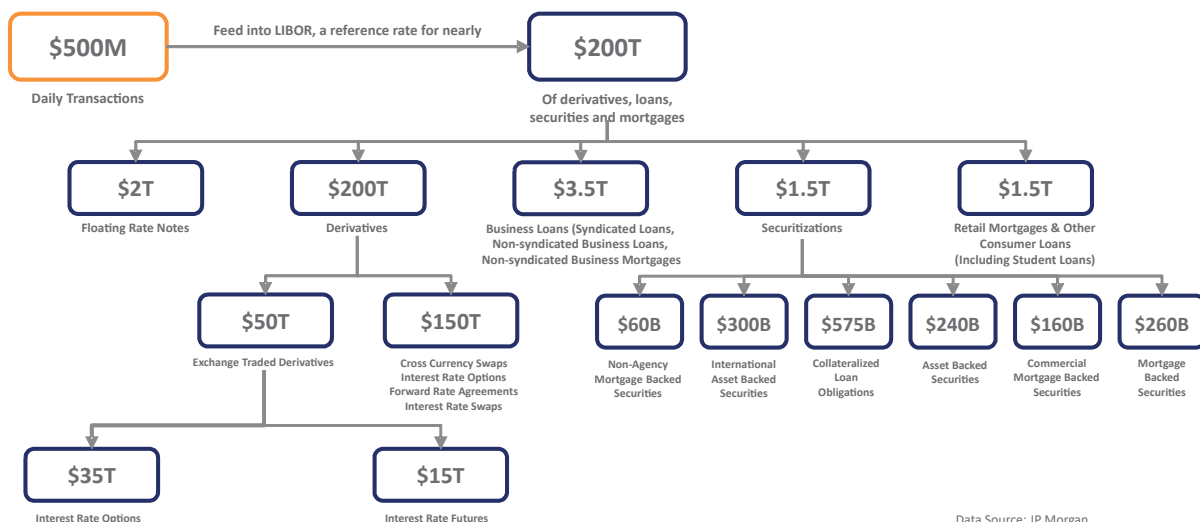 $500M
Feed into LIBOR, a reference rate for nearly
$200T
Daily Transactions
Of derivatives, loans,
securities and mortgages
$2T
$200T
$3.5T
$1.5T
$1.5T
Floating Rate Notes
Derivatives
Business Loans (Syndicated Loans,
Non-syndicated Business Loans,
Non-syndicated Business Mortgages
Securitizations
Retail Mortgages & Other
Consumer Loans
(Including Student Loans)
$50T
$150T
$60B
$300B
$575B
$240B
$160B
$260B
Exchange Traded Derivatives
Cross Currency Swaps
Interest Rate Options
Forward Rate Agreements
Interest Rate Swaps
Non-Agency
Mortgage Backed
Securities
International
Asset Backed
Securities
Collateralized
Loan
Obligations
Asset Backed
Securities
Commercial
Mortgage Backed
Securities
Mortgage
Backed
Securities
$35T
$15T
Interest Rate Options
Interest Rate Futures
Data Source: JP Morgan